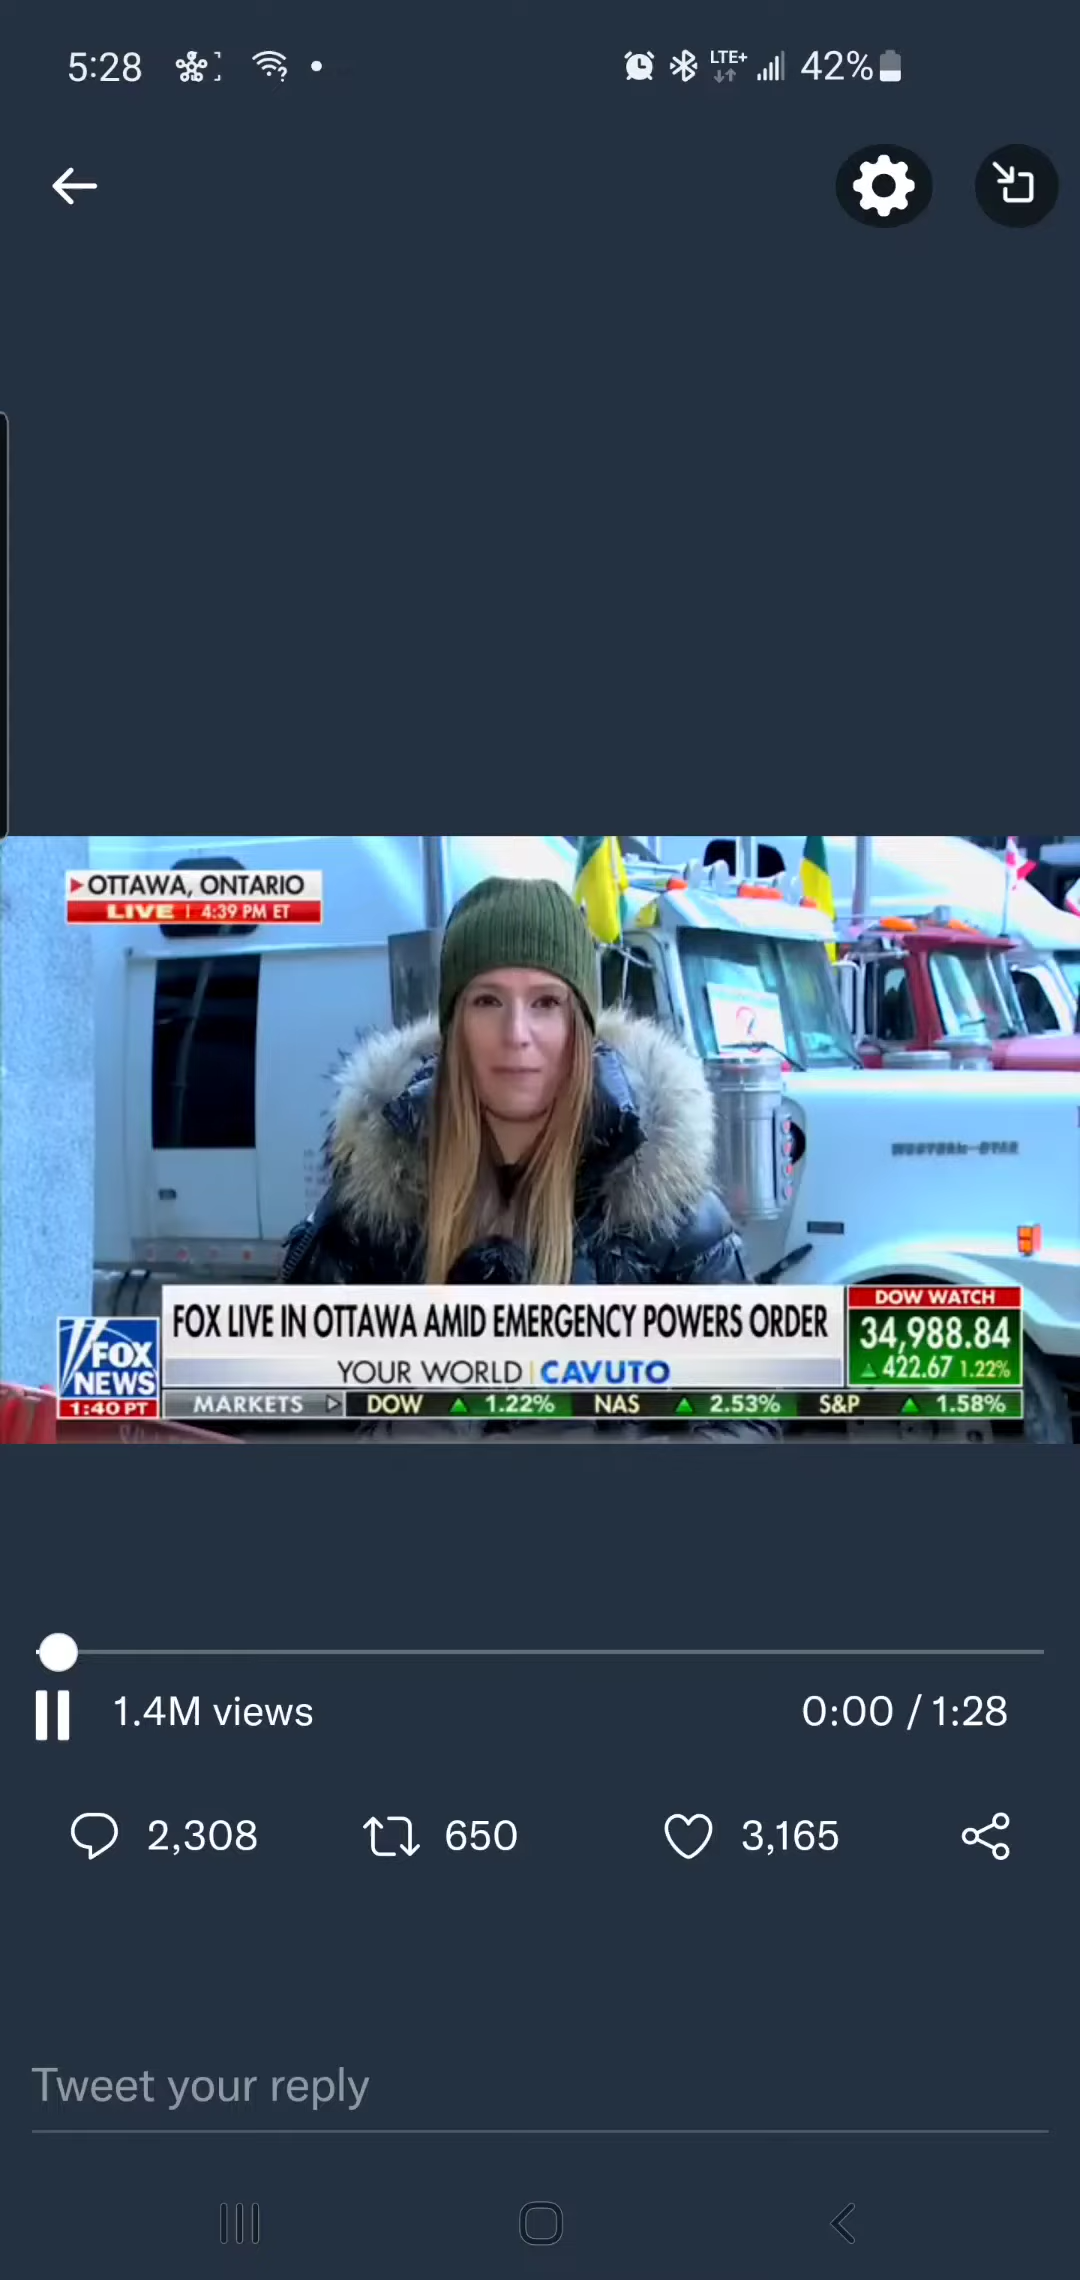 5:28
LTE+
42%
OTTAWA, ONTARIO
LIVE | 4:39 PM ET
WESTERN STAR
FOX LIVE IN OTTAWA AMID EMERGENCY POWERS ORDER
DOW WATCH
34,988.84
422.67 1.22%
FOX
NEWS
YOUR WORLD | CAVUTO
1:40 PT
MARKETS DOW 1.22% NAS 2.53% S&P 1.58%
1.4M views
0:00 / 1:28
2,308
650
3,165
Tweet your reply